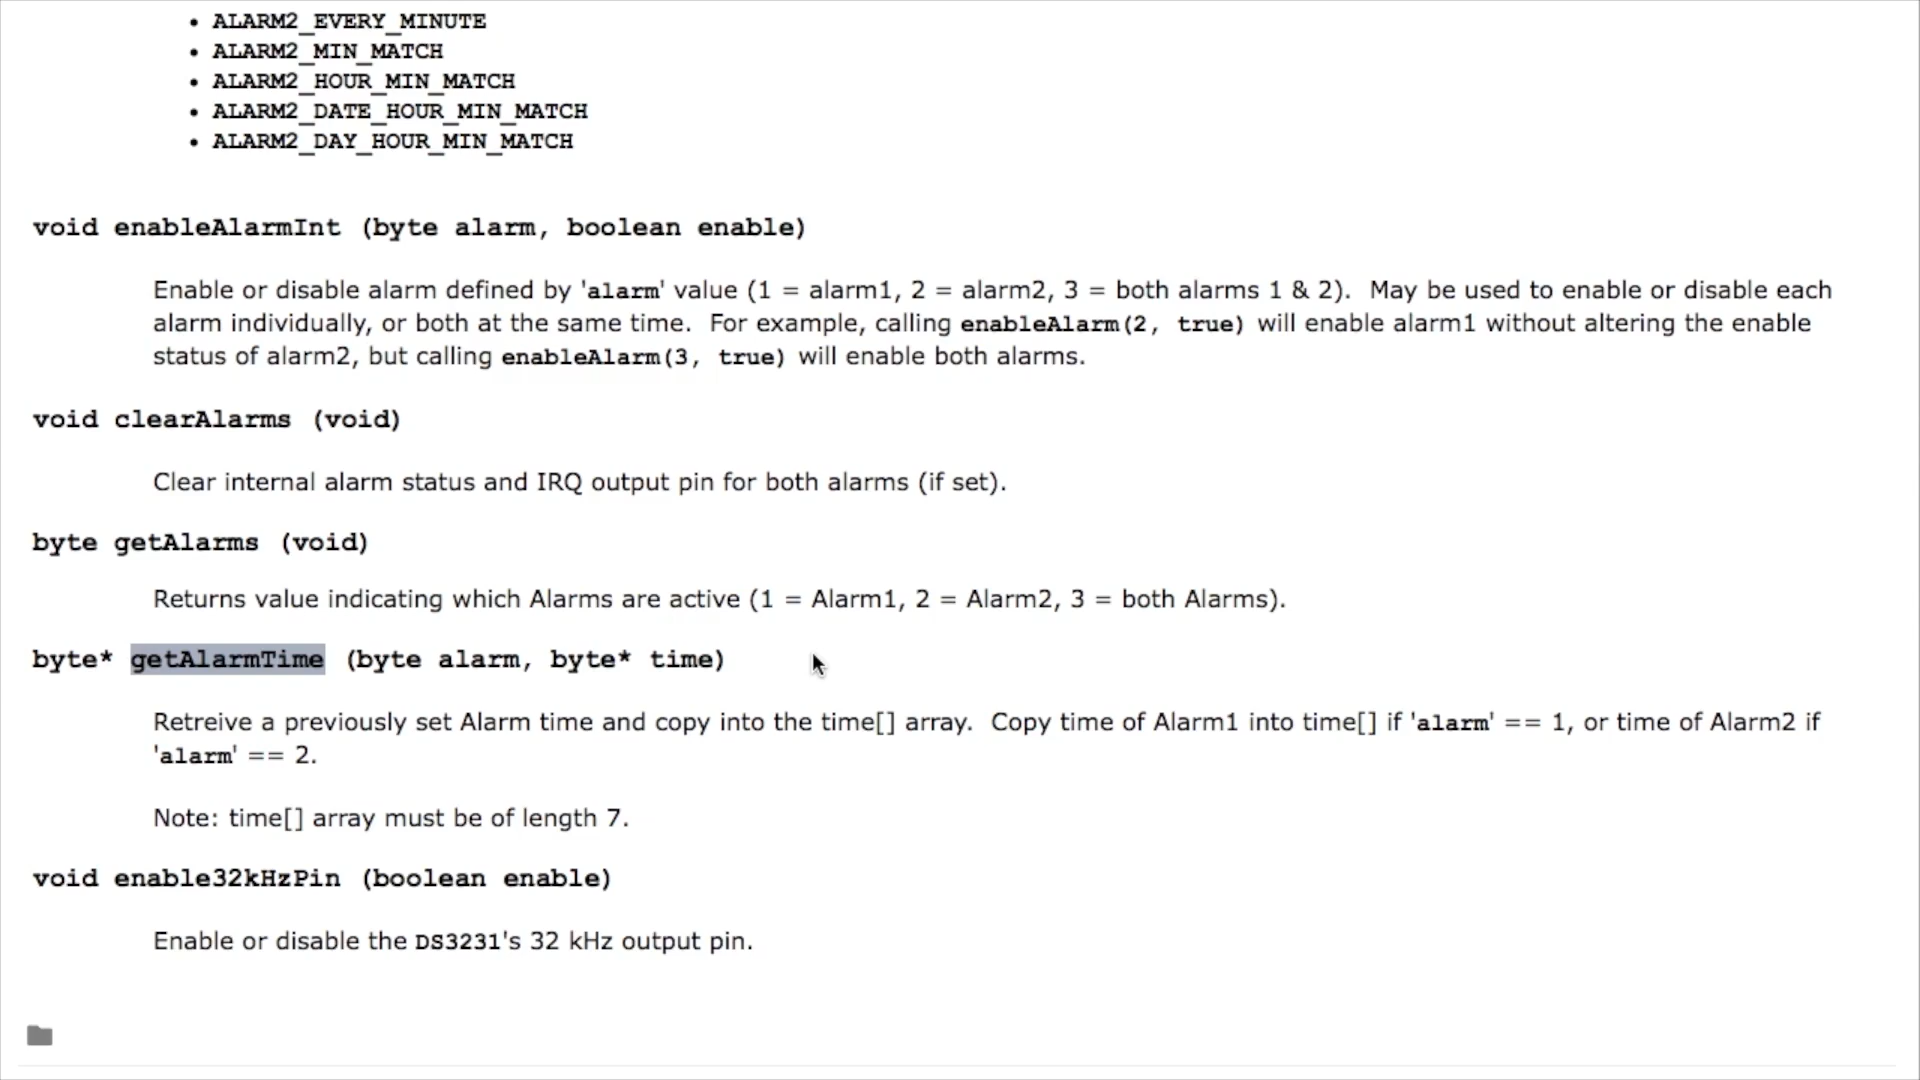 • ALARM2_EVERY_MINUTE
• ALARM2_MIN_MATCH
• ALARM2_HOUR_MIN_MATCH
• ALARM2_DATE_HOUR_MIN_MATCH
• ALARM2_DAY_HOUR_MIN_MATCH
void enableAlarmInt (byte alarm, boolean enable)
Enable or disable alarm defined by 'alarm' value (1 = alarm1, 2 = alarm2, 3 = both alarms 1 & 2).  May be used to enable or disable each
alarm individually, or both at the same time.  For example, calling enableAlarm(2, true) will enable alarm1 without altering the enable
status of alarm2, but calling enableAlarm(3, true) will enable both alarms.
void clearAlarms (void)
Clear internal alarm status and IRQ output pin for both alarms (if set).
byte getAlarms (void)
Returns value indicating which Alarms are active (1 = Alarm1, 2 = Alarm2, 3 = both Alarms).
byte* getAlarmTime (byte alarm, byte* time)
Retreive a previously set Alarm time and copy into the time[] array.  Copy time of Alarm1 into time[] if 'alarm' == 1, or time of Alarm2 if
'alarm' == 2.
Note: time[] array must be of length 7.
void enable32kHzPin (boolean enable)
Enable or disable the DS3231's 32 kHz output pin.